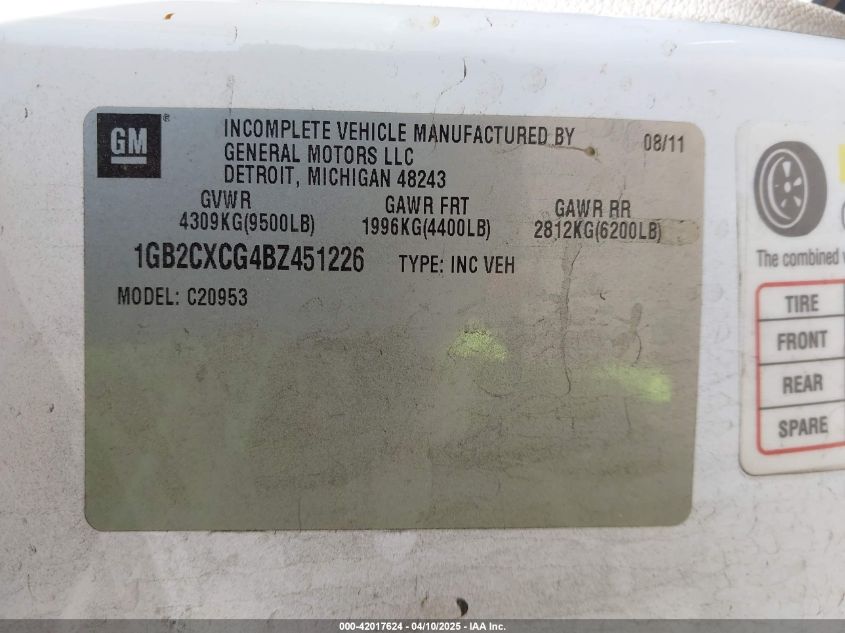 GM
INCOMPLETE VEHICLE MANUFACTURED BY
08/11
GENERAL MOTORS LLC
DETROIT, MICHIGAN 48243
GVWR GAWR FRT GAWR RR
4309KG(9500LB) 1996KG(4400LB) 2812KG(6200LB)
1GB2CXCG4BZ451226 TYPE: INC VEH
MODEL: C20953
The combined
TIRE
FRONT
REAR
SPARE
000-42017624 - 04/10/2025 - IAA Inc.